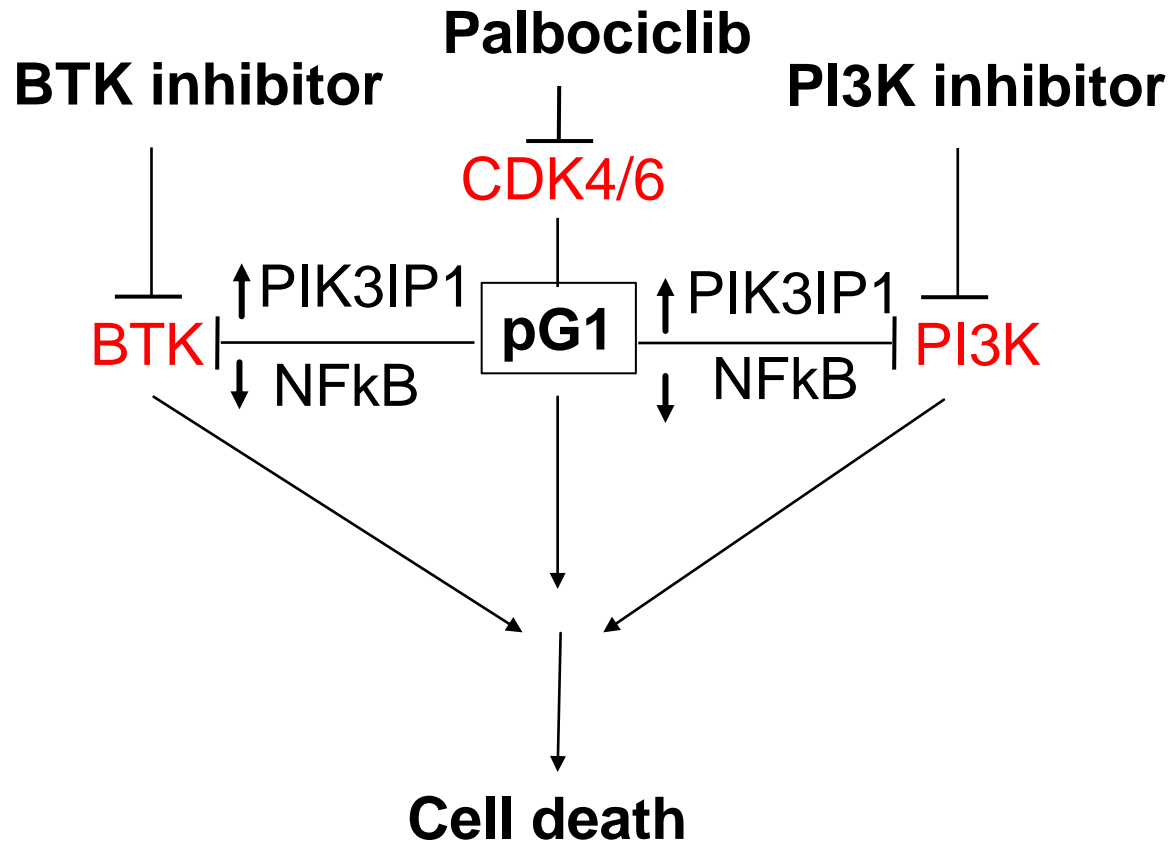 Palbociclib
BTK inhibitor
PI3K inhibitor
CDK4/6
PIK3IP1
PIK3IP1
BTK
pG1
PI3K
NFkB
NFkB
Cell death